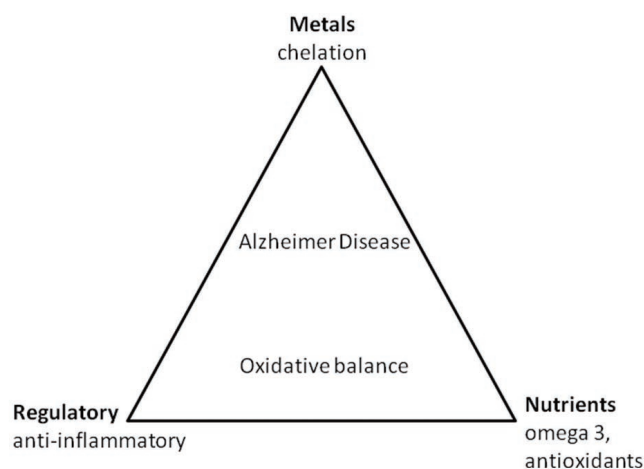 Metals
chelation
Alzheimer Disease
Oxidative balance
Regulatory
anti-inflammatory
Nutrients
omega 3,
antioxidants